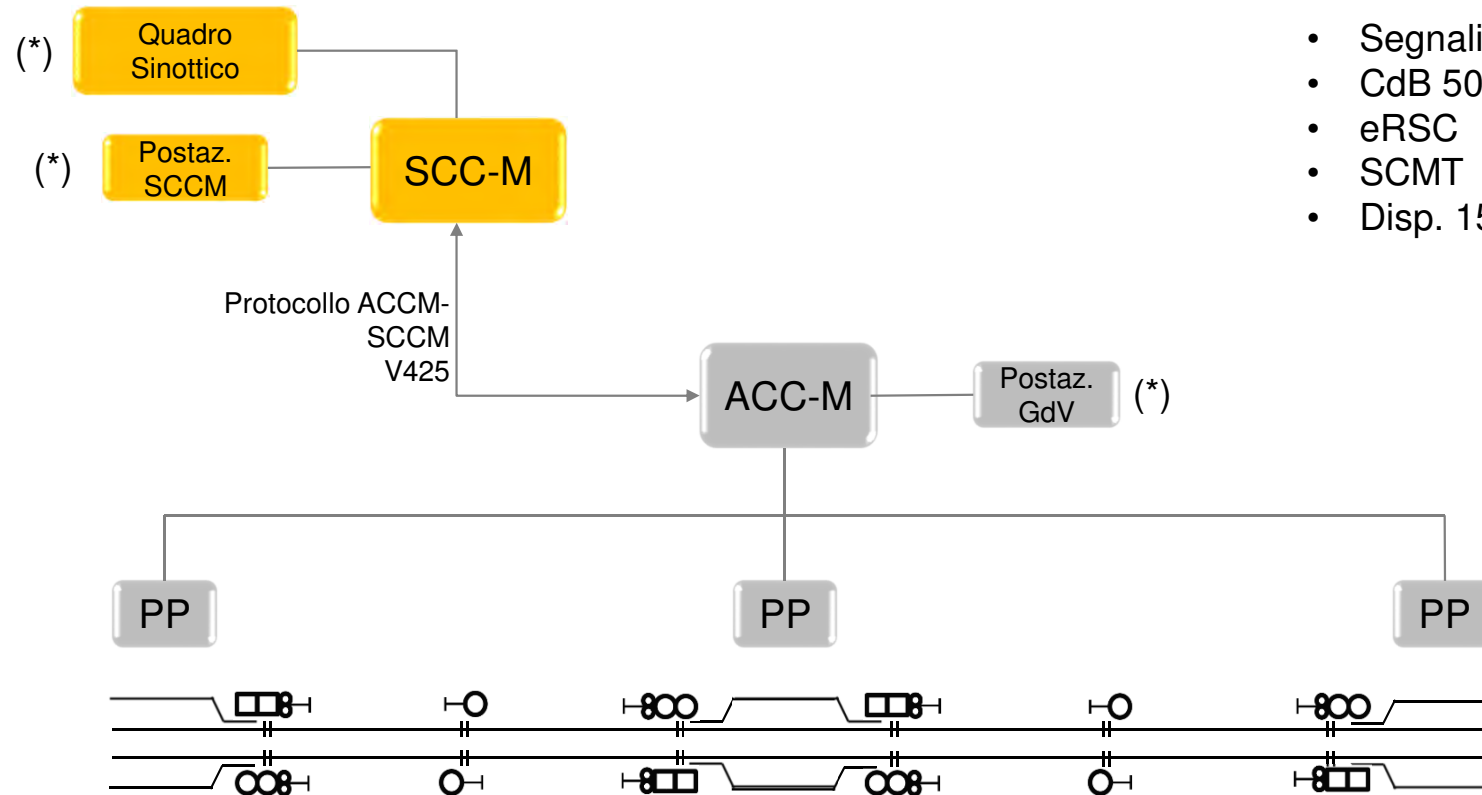 (*)
Quadro
Sinottico
(*)
Postaz.
SCCM
SCC-M
• Segnali
• CdB 50
• eRSC
• SCMT
• Disp. 15
Protocollo ACCM-
SCCM
V425
ACC-M
Postaz.
GdV
(*)
PP
PP
PP